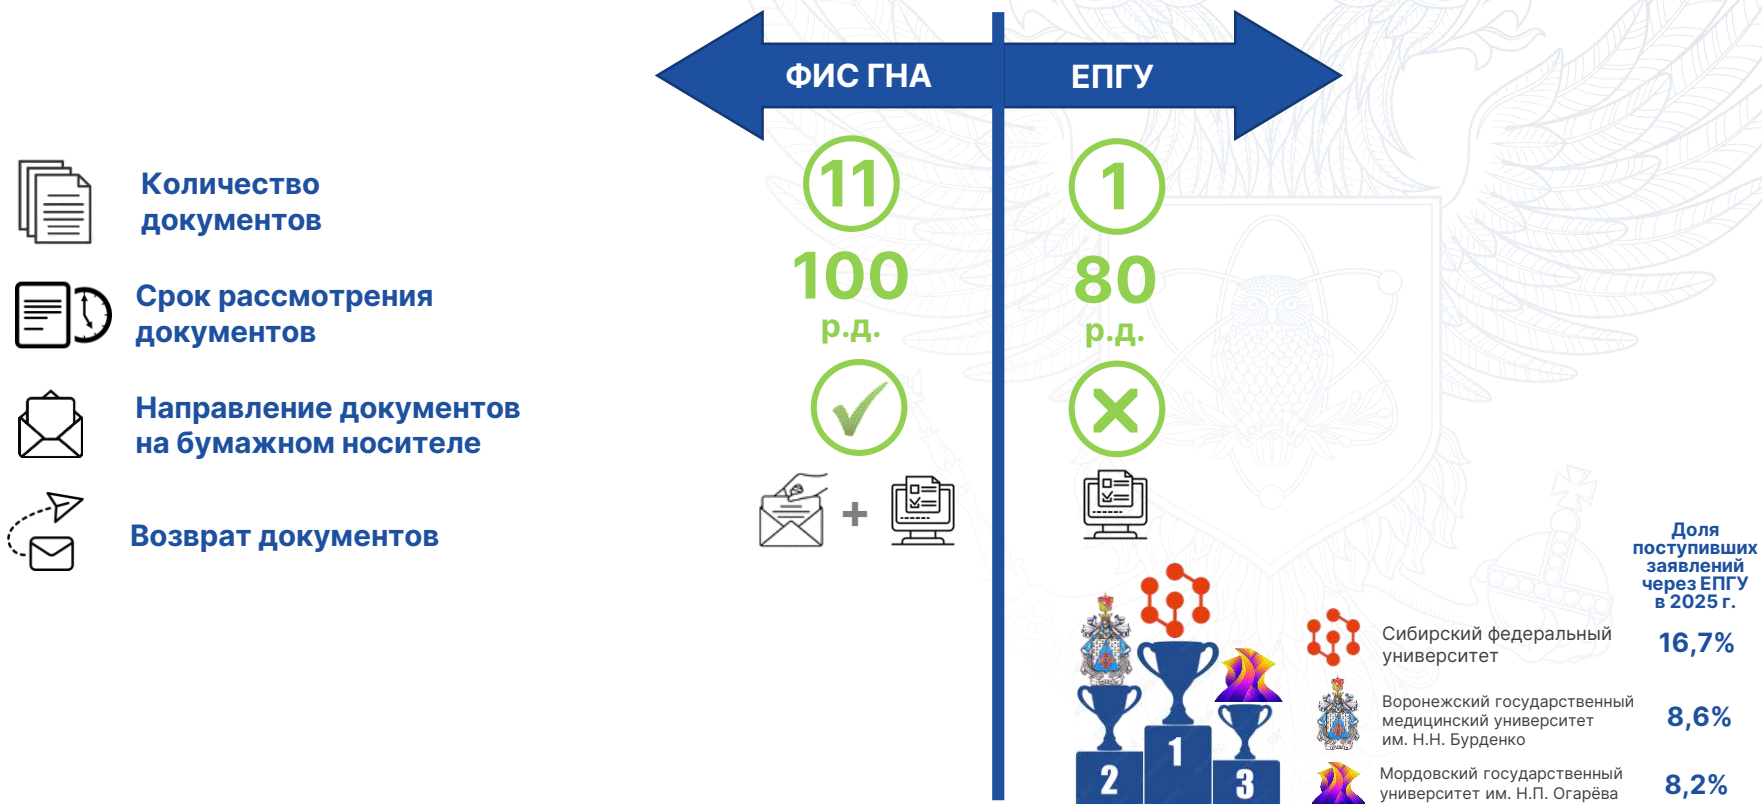 ФИС ГНА
ЕПГУ
Количество
документов
11
1
Срок рассмотрения
документов
100
р.д.
80
р.д.
Направление документов
на бумажном носителе
Возврат документов
+
2
1
3
Доля
поступивших
заявлений
через ЕПГУ
в 2025 г.
Сибирский федеральный
университет
16,7%
Воронежский государственный
медицинский университет
им. Н.Н. Бурденко
8,6%
Мордовский государственный
университет им. Н.П. Огарёва
8,2%